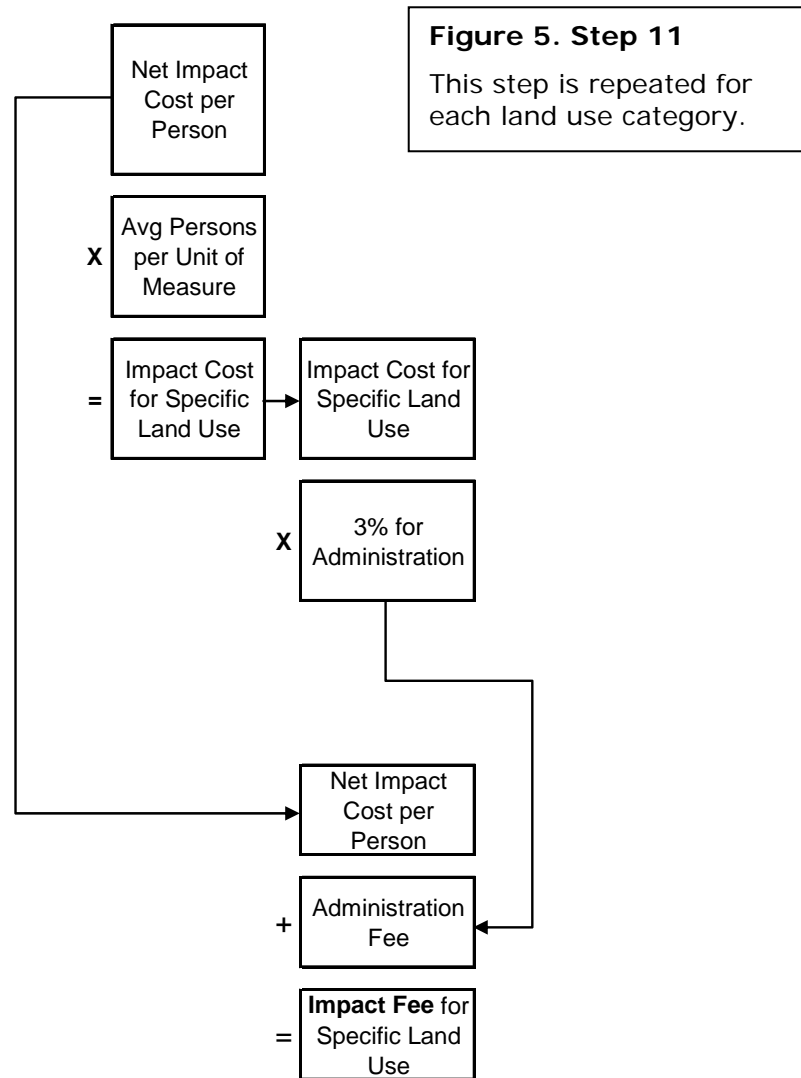 Figure 5. Step 11
This step is repeated for
each land use category.
Net Impact
Cost per
Person
X
Avg Persons
per Unit of
Measure
=
Impact Cost
for Specific
Land Use
Impact Cost for
Specific Land
Use
X
3% for
Administration
Net Impact
Cost per
Person
+
Administration
Fee
=
Impact Fee for
Specific Land
Use